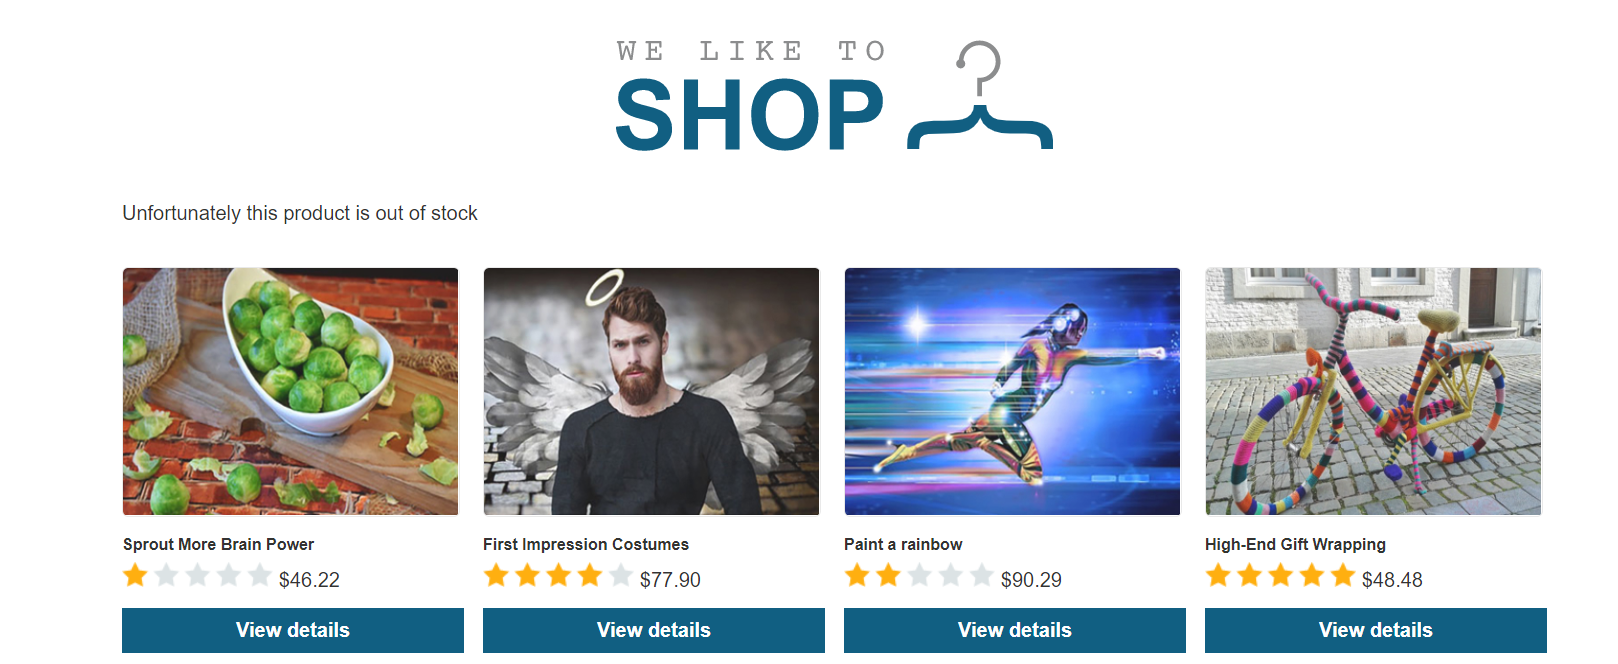 WE LIKE TO
SHOP
Unfortunately this product is out of stock
Sprout More Brain Power
$46.22
View details
First Impression Costumes
$77.90
View details
Paint a rainbow
$90.29
View details
High-End Gift Wrapping
$48.48
View details